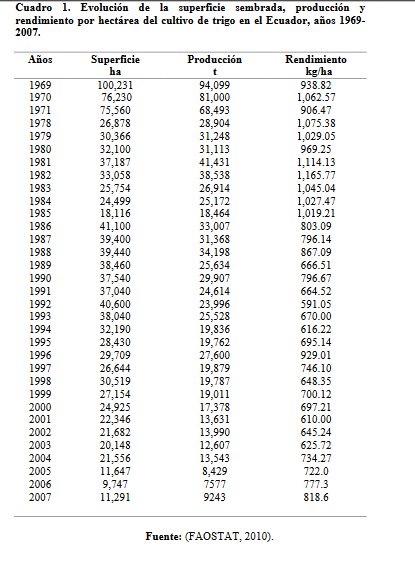 Cuadro 1. Evolución de la superficie sembrada, producción y
rendimiento por hectárea del cultivo de trigo en el Ecuador, años 1969-
2007.
Años Superficie Producción Rendimiento
ha t kg/ha
1969 100,231 94,099 938.82
1970 76,230 81,000 1,062.57
1971 75,560 68,493 906.47
1978 26,878 28,904 1,075.38
1979 30,366 31,248 1,029.05
1980 32,100 31,113 969.25
1981 37,187 41,431 1,114.13
1982 33,058 38,538 1,165.77
1983 25,754 26,914 1,045.04
1984 24,499 25,172 1,027.47
1985 18,116 18,464 1,019.21
1986 41,100 33,007 803.09
1987 39,400 31,368 796.14
1988 39,440 34,198 867.09
1989 38,460 25,634 666.51
1990 37,540 29,907 796.67
1991 37,040 24,614 664.52
1992 40,600 23,996 591.05
1993 38,040 25,528 670.00
1994 32,190 19,836 616.22
1995 28,430 19,762 695.14
1996 29,709 27,600 929.01
1997 26,644 19,879 746.10
1998 30,519 19,787 648.35
1999 27,154 19,011 700.12
2000 24,925 17,378 697.21
2001 22,346 13,631 610.00
2002 21,682 13,990 645.24
2003 20,148 12,607 625.72
2004 21,556 13,543 734.27
2005 11,647 8,429 722.0
2006 9,747 7577 777.3
2007 11,291 9243 818.6
Fuente: (FAOSTAT, 2010).